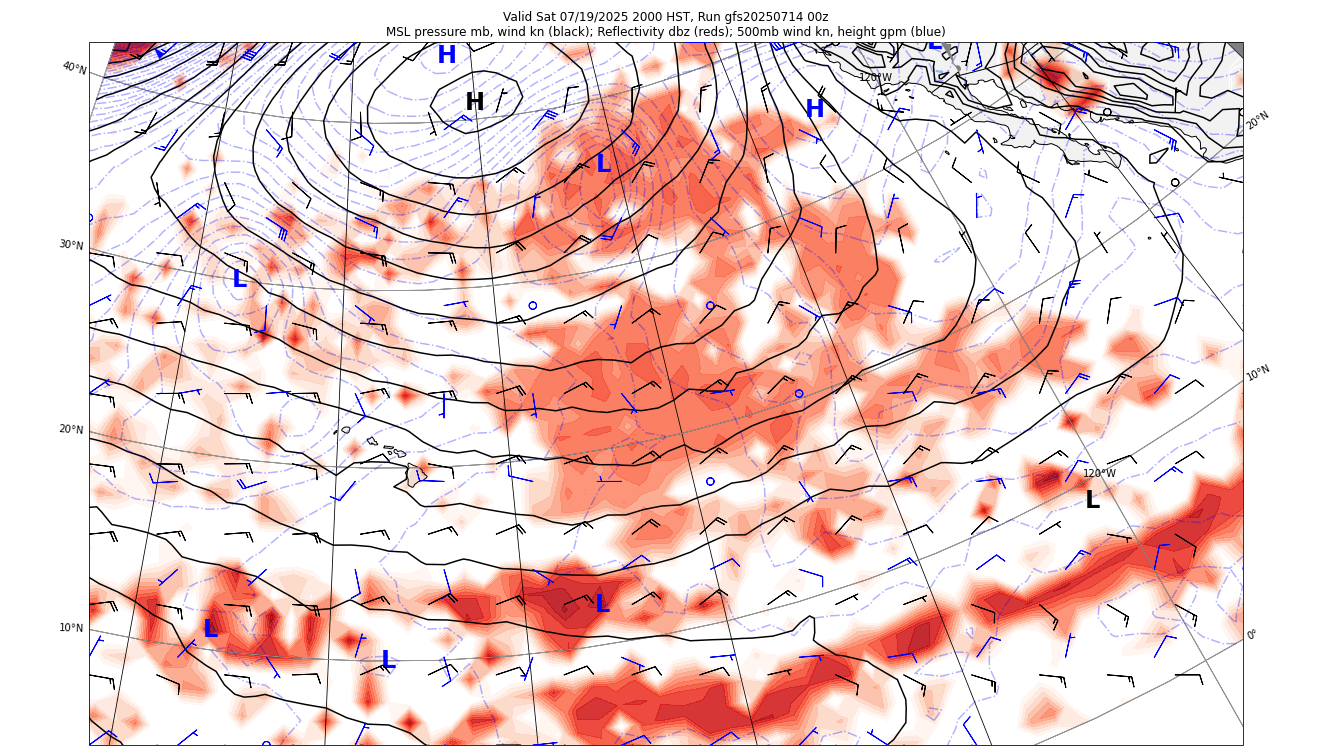 Valid Sat 07/19/2025 2000 HST, Run gfs20250714 00z
MSL pressure mb, wind kn (black); Reflectivity dbz (reds); 500mb wind kn, height gpm (blue)
L
H
40°N
120°W
H
H
20°N
L
30°N
L
10°N
20°N
120°W
L
L
L
10°N
0°
L